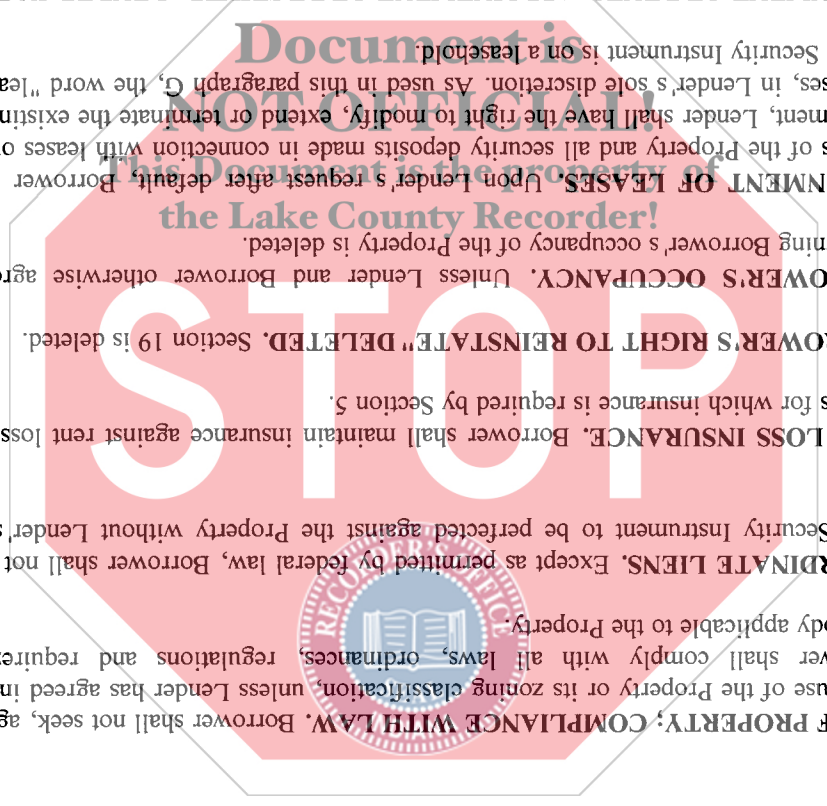 Document is
NOT OFFICIAL!
This Document is the property of
the Lake County Recorder!
STOP
RECORDER'S OFFICE
INDIANA
F PROPERTY; COMPLIANCE WITH LAW. Borrower shall not seek, ag
use of the Property or its zoning classification, unless Lender has agreed in
wer shall comply with all laws, ordinances, regulations and require
ody applicable to the Property.
RDINATE LIENS. Except as permitted by federal law, Borrower shall not
Security Instrument to be perfected against the Property without Lender's
LOSS INSURANCE. Borrower shall maintain insurance against rent loss
s for which insurance is required by Section 5.
OWER'S RIGHT TO REINSTATE" DELETED. Section 19 is deleted.
OWER'S OCCUPANCY. Unless Lender and Borrower otherwise agre
ning Borrower's occupancy of the Property is deleted.
NMENT OF LEASES. Upon Lender's request after default, Borrower
s of the Property and all security deposits made in connection with leases o
ment, Lender shall have the right to modify, extend or terminate the existin
ses, in Lender's sole discretion. As used in this paragraph G, the word "lea
Security Instrument is on a leasehold.